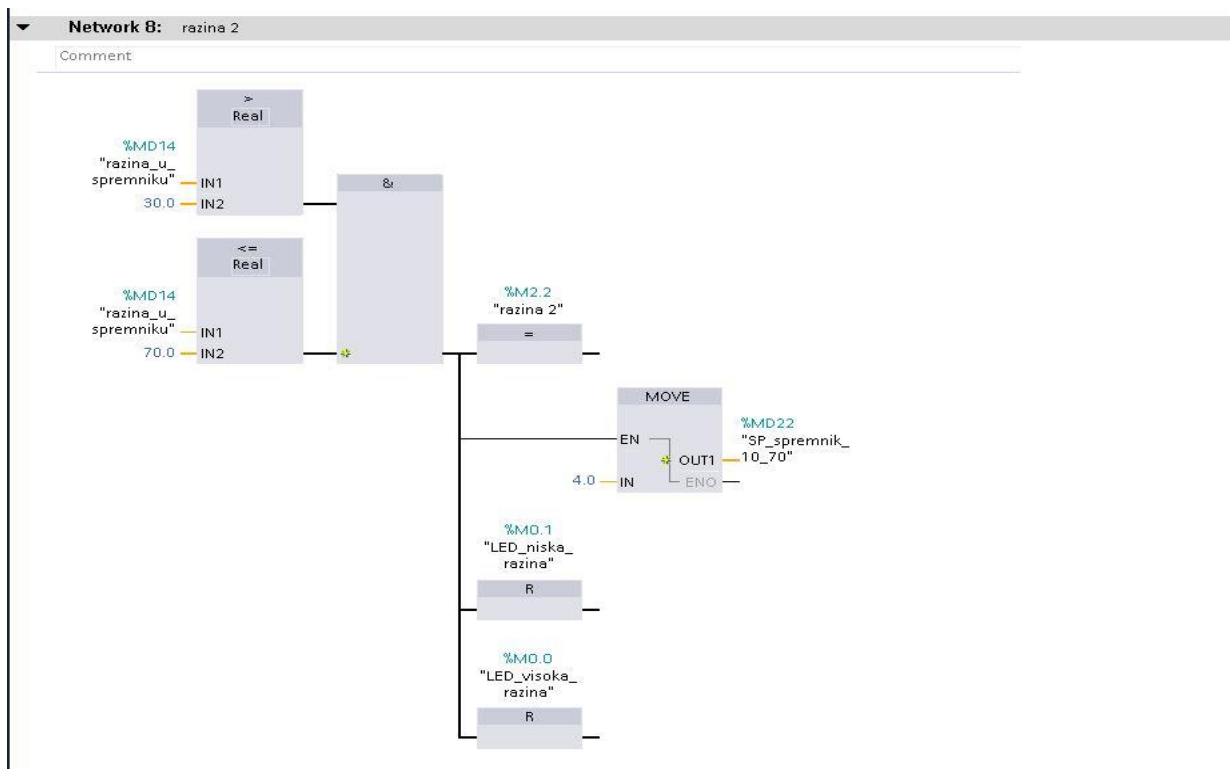 Network 8: razina 2
Comment
>
Real
%MD14
"razina_u_
spremniku"
IN1
30.0
IN2
&
<=
Real
%MD14
"razina_u_
spremniku"
IN1
70.0
IN2
%M2.2
"razina 2"
=
MOVE
EN
%MD22
"SP_spremnik_
10_70"
OUT1
4.0
IN
ENO
%M0.1
"LED_niska_
razina"
R
%M0.0
"LED_visoka_
razina"
R